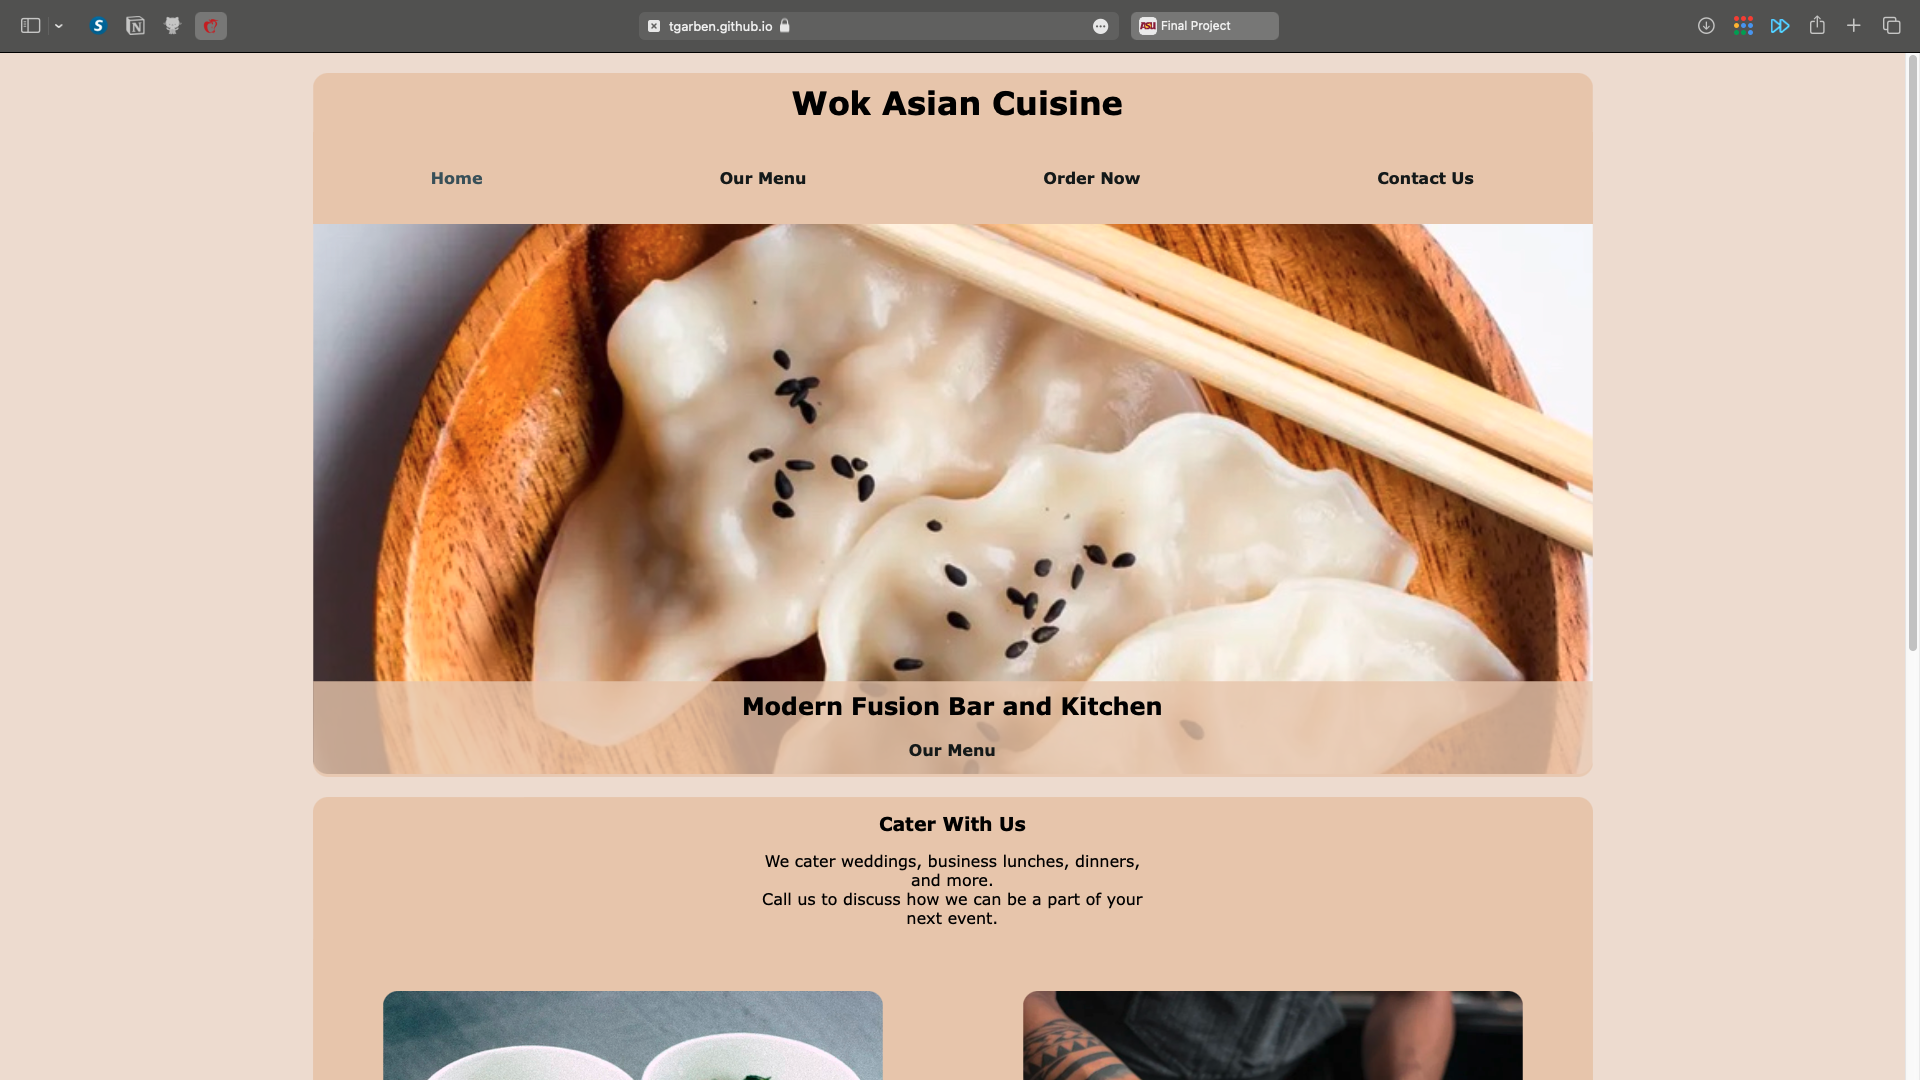 tgarben.github.io
ASU Final Project
Wok Asian Cuisine
Home Our Menu Order Now Contact Us
Modern Fusion Bar and Kitchen
Our Menu
Cater With Us
We cater weddings, business lunches, dinners,
and more.
Call us to discuss how we can be a part of your
next event.